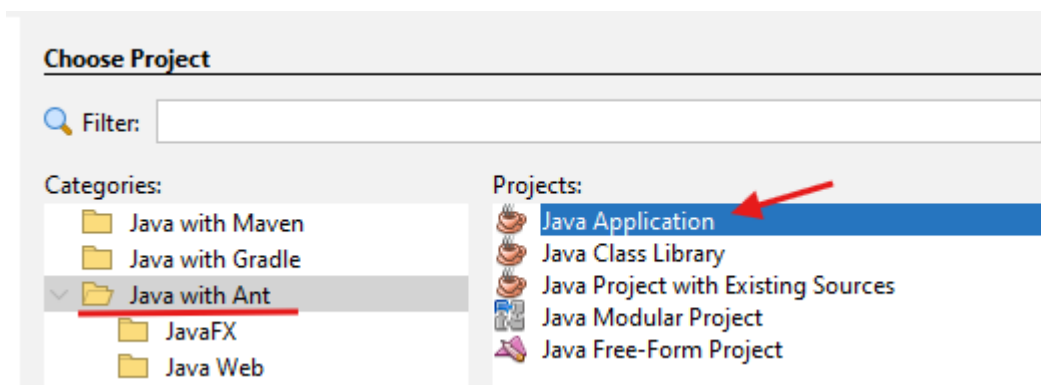 Choose Project
Filter:
Categories:
Java with Maven
Java with Gradle
Java with Ant
JavaFX
Java Web
Projects:
Java Application
Java Class Library
Java Project with Existing Sources
Java Modular Project
Java Free-Form Project